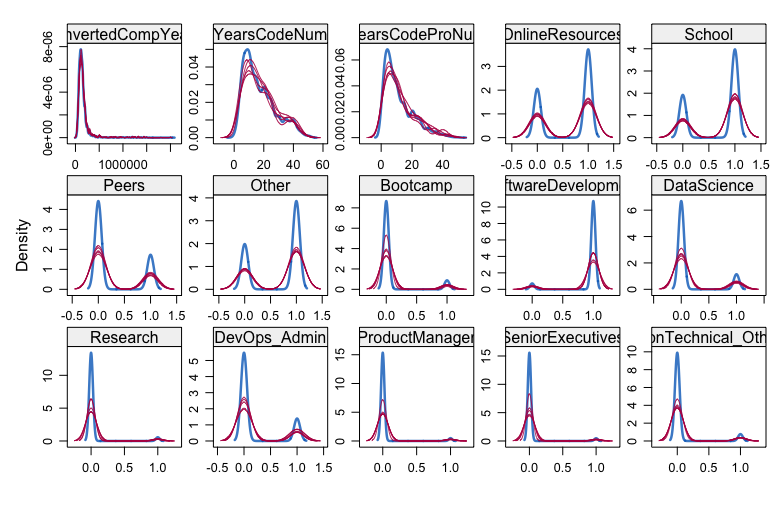 nvertedCompYea YearsCodeNum earsCodeProNu OnlineResources School
0e+00 4e-06 8e-06
0 1000000
0.00 0.02 0.04
0 20 40 60
0.00 0.02 0.04 0.06
0 20 40
0 1 2 3
-0.5 0.0 0.5 1.0 1.5
0 1 2 3 4
-0.5 0.0 0.5 1.0 1.5
Density
Peers Other Bootcamp ftwareDevelopme DataScience
0 1 2 3 4
-0.5 0.0 0.5 1.0 1.5
0 1 2 3 4
-0.5 0.0 0.5 1.0 1.5
0 2 4 6 8
0.0 0.5 1.0
0 2 4 6 8 10
0.0 0.5 1.0
0 2 4 6
0.0 0.5 1.0
Research DevOps_Admin ProductManager SeniorExecutives onTechnical_Oth
0 5 10
0.0 0.5 1.0
0 1 2 3 4 5
-0.5 0.0 0.5 1.0 1.5
0 5 10 15
0.0 0.5 1.0
0 5 10 15
0.0 0.5 1.0
0 2 4 6 8 10
0.0 0.5 1.0